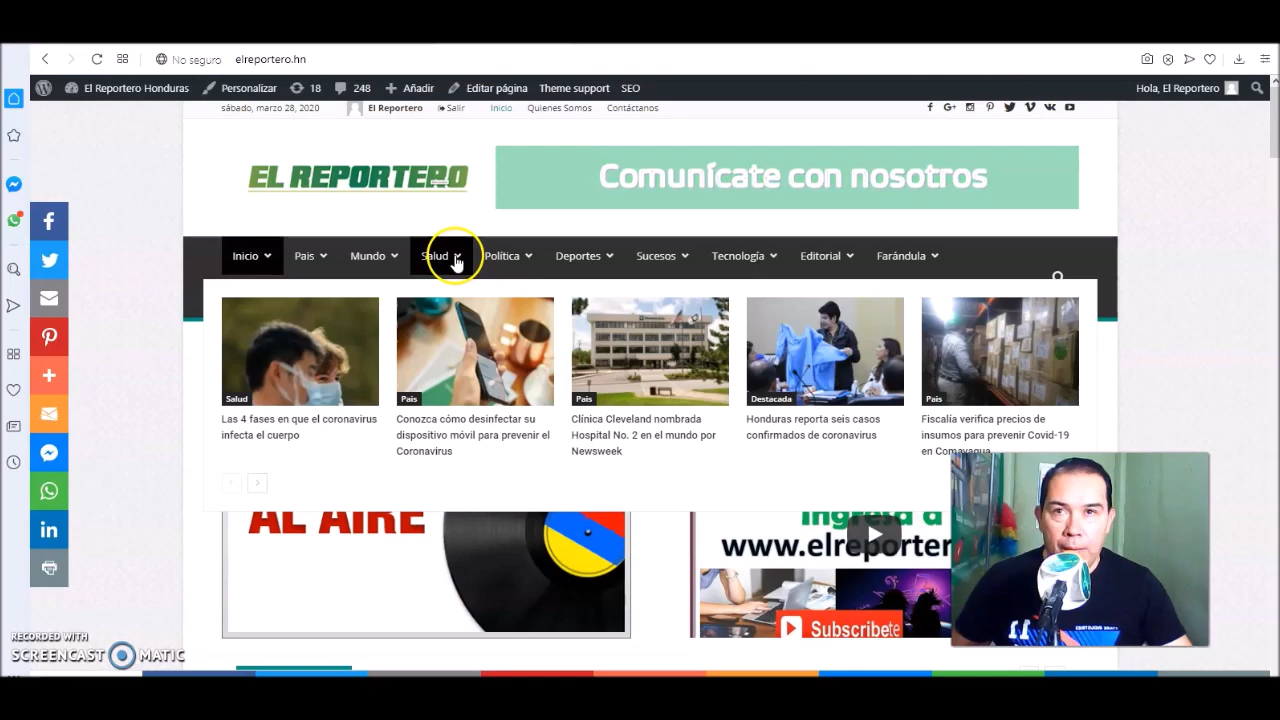 No seguro
elreportero.hn
El Reportero Honduras
Personalizar
18
248
Añadir
Editar página
Theme support
SEO
Hola, El Reportero
sábado, marzo 28, 2020
El Reportero
Salir
Inicio
Quienes Somos
Contáctanos
EL REPORTERO
Comunícate con nosotros
Inicio
Pais
Mundo
Salud
Política
Deportes
Sucesos
Tecnología
Editorial
Farándula
Salud
Pais
Pais
Destacada
Pais
Las 4 fases en que el coronavirus
infecta el cuerpo
Conozca cómo desinfectar su
dispositivo móvil para prevenir el
Coronavirus
Clínica Cleveland nombrada
Hospital No. 2 en el mundo por
Newsweek
Honduras reporta seis casos
confirmados de coronavirus
Fiscalía verifica precios de
insumos para prevenir Covid-19
en Comayagua
AL AIRE
Ingresa a
www.elreporter
Subscribete
RECORDED WITH
SCREENCAST MATIC